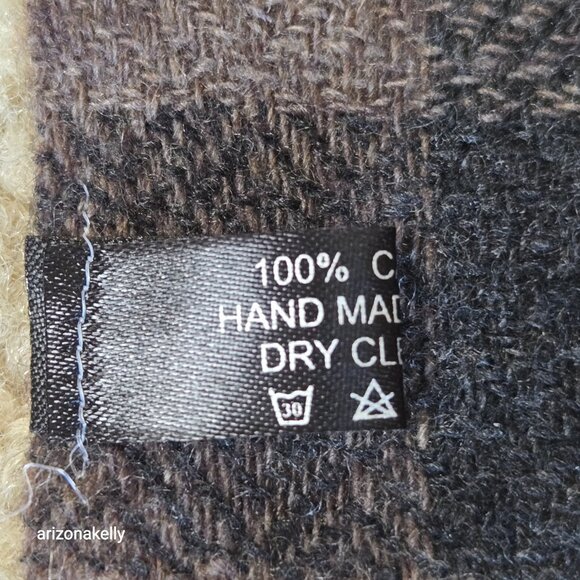 100% C
HAND MAD
DRY CLE
30
arizonakelly